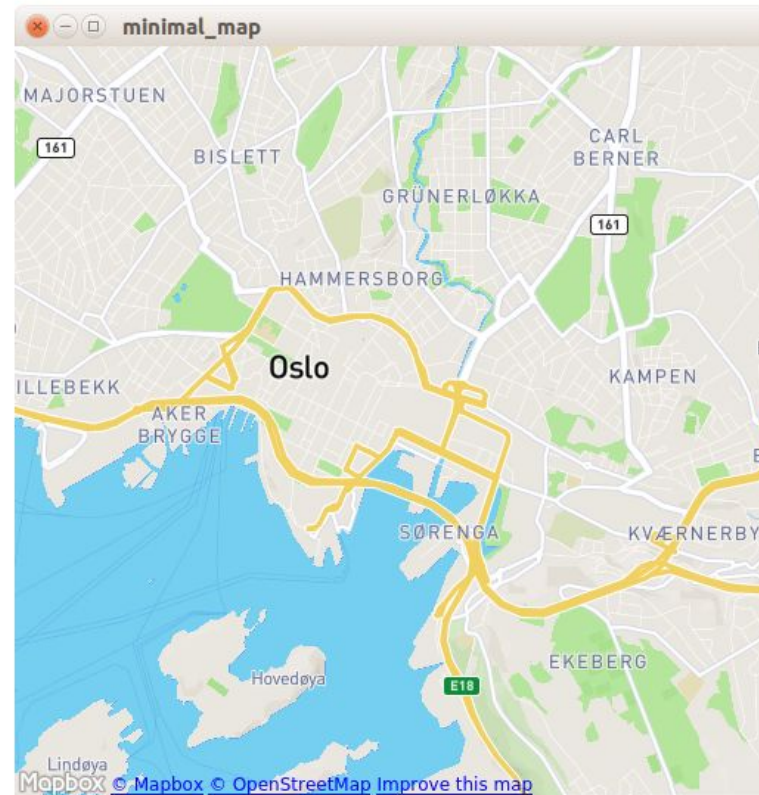 minimal_map
MAJORSTUEN
161
BISLETT
CARL
BERNER
GRÜNERLØKKA
161
HAMMERSBORG
Oslo
ILLEBEKK
KAMPEN
AKER
BRYGGE
SØRENGA
KVÆRNERBY
EKEBERG
Hovedøya
E18
Lindøya
Mapbox © Mapbox © OpenStreetMap Improve this map